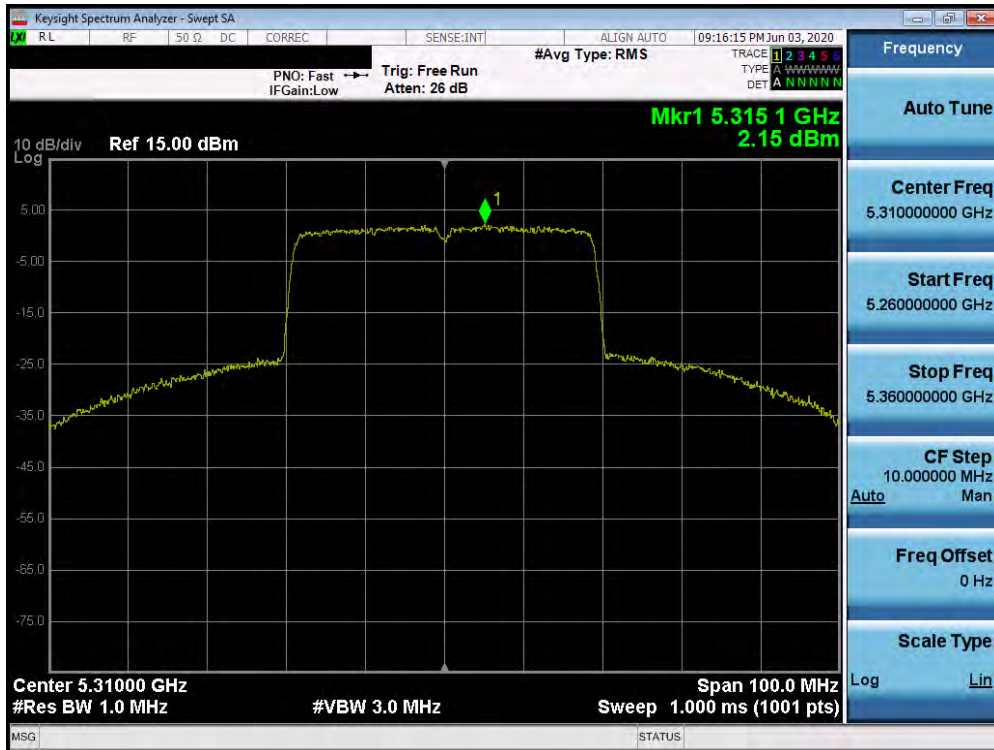 Keysight Spectrum Analyzer - Swept SA
LXI RL RF 50 Ω DC CORREC SENSE:INT ALIGN AUTO 09:16:15 PM Jun 03, 2020
#Avg Type: RMS
TRACE 1 2 3 4 5 6
TYPE A WWWWW
DET A N N N N N
PNO: Fast
IFGain:Low
Trig: Free Run
Atten: 26 dB
Mkr1 5.315 1 GHz
2.15 dBm
10 dB/div
Log
Ref 15.00 dBm
1
5.00
-5.00
-15.0
-25.0
-35.0
-45.0
-55.0
-65.0
-75.0
Center 5.31000 GHz
Span 100.0 MHz
#Res BW 1.0 MHz
#VBW 3.0 MHz
Sweep 1.000 ms (1001 pts)
MSG
STATUS
Frequency
Auto Tune
Center Freq
5.310000000 GHz
Start Freq
5.260000000 GHz
Stop Freq
5.360000000 GHz
CF Step
10.000000 MHz
Auto Man
Freq Offset
0 Hz
Scale Type
Log Lin